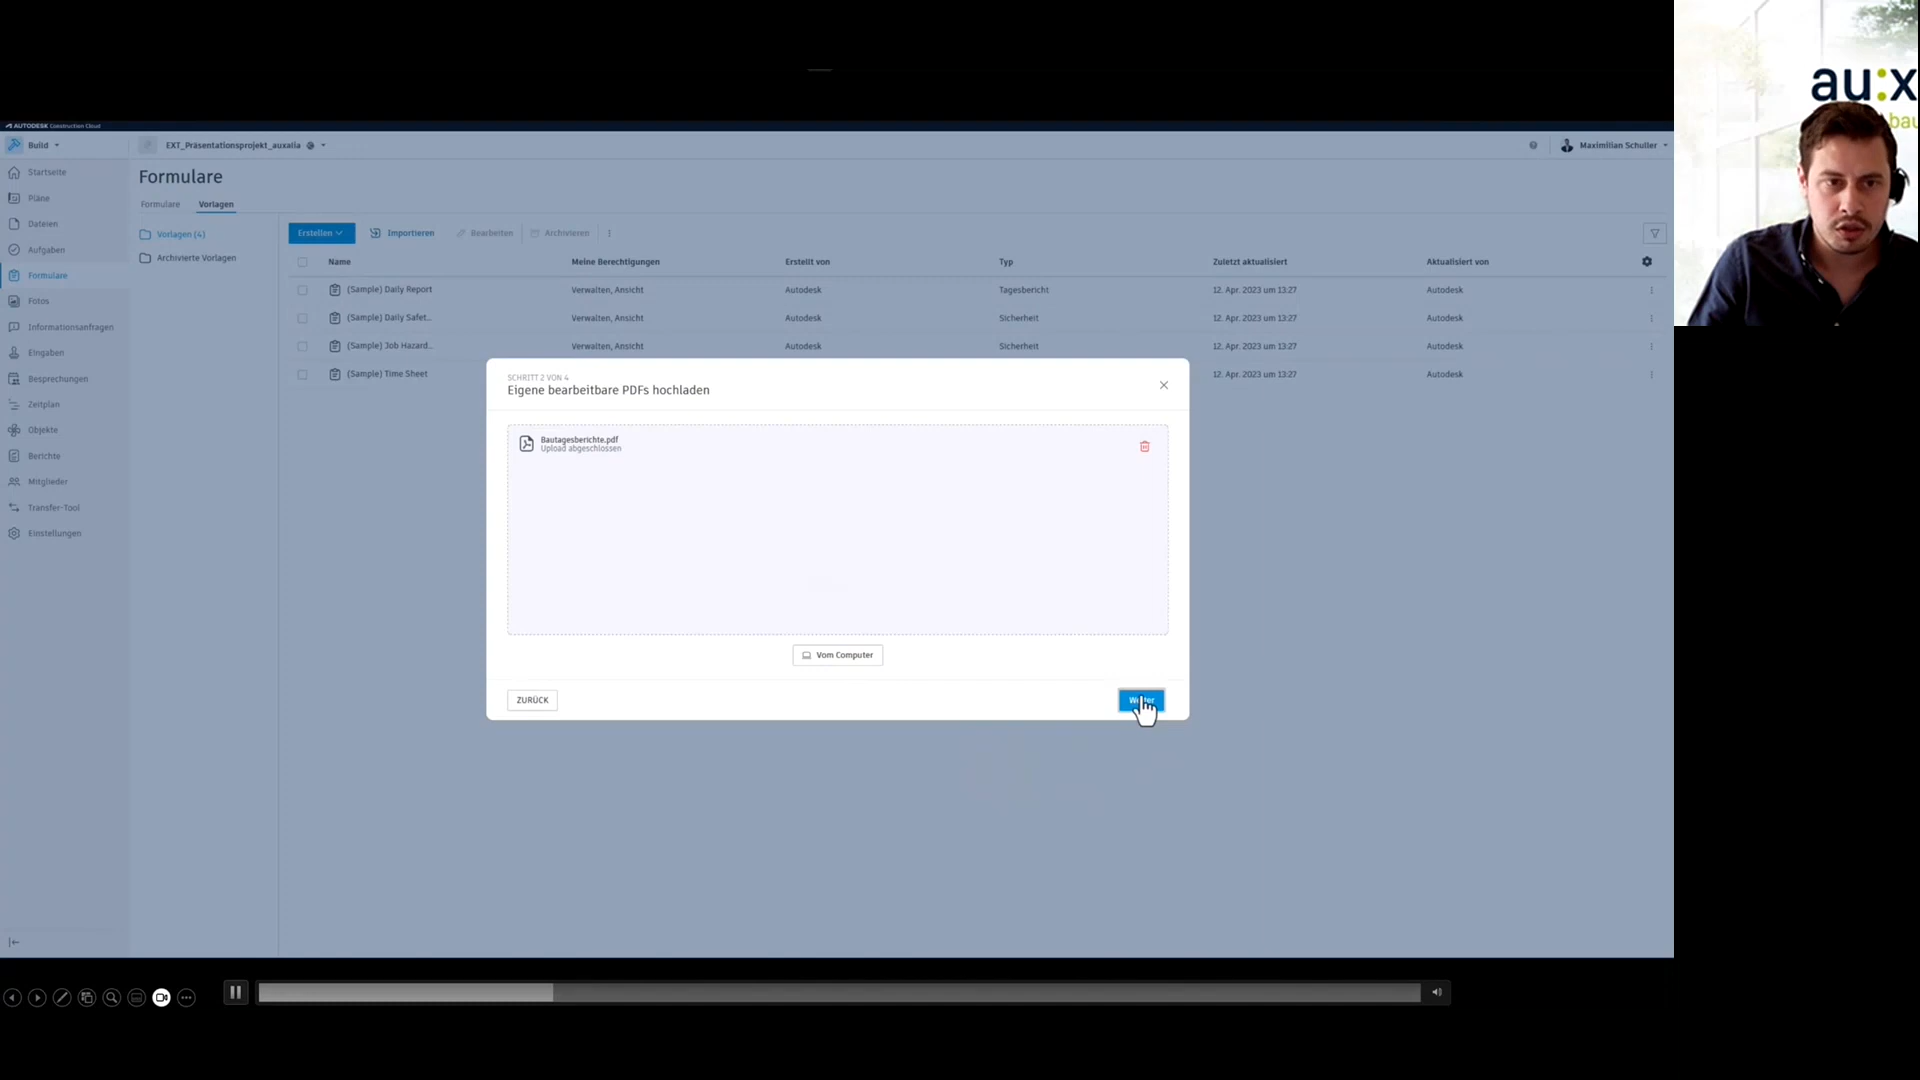 au:x
bau
AUTODESK Construction Cloud
Build
EXT_Präsentationsprojekt_auxalia
Maximilian Schuller
Startseite
Pläne
Dateien
Aufgaben
Formulare
Fotos
Informationsanfragen
Eingaben
Besprechungen
Zeitplan
Objekte
Berichte
Mitglieder
Transfer-Tool
Einstellungen
Formulare
Formulare Vorlagen
Vorlagen (4)
Archivierte Vorlagen
Erstellen Importieren Bearbeiten Archivieren
Name Meine Berechtigungen Erstellt von Typ Zuletzt aktualisiert Aktualisiert von
(Sample) Daily Report Verwalten, Ansicht Autodesk Tagesbericht 12. Apr. 2023 um 13:27 Autodesk
(Sample) Daily Safet... Verwalten, Ansicht Autodesk Sicherheit 12. Apr. 2023 um 13:27 Autodesk
(Sample) Job Hazard... Verwalten, Ansicht Autodesk Sicherheit 12. Apr. 2023 um 13:27 Autodesk
(Sample) Time Sheet 12. Apr. 2023 um 13:27 Autodesk
SCHRITT 2 VON 4
Eigene bearbeitbare PDFs hochladen
Bautagesberichte.pdf
Upload abgeschlossen
Vom Computer
ZURÜCK